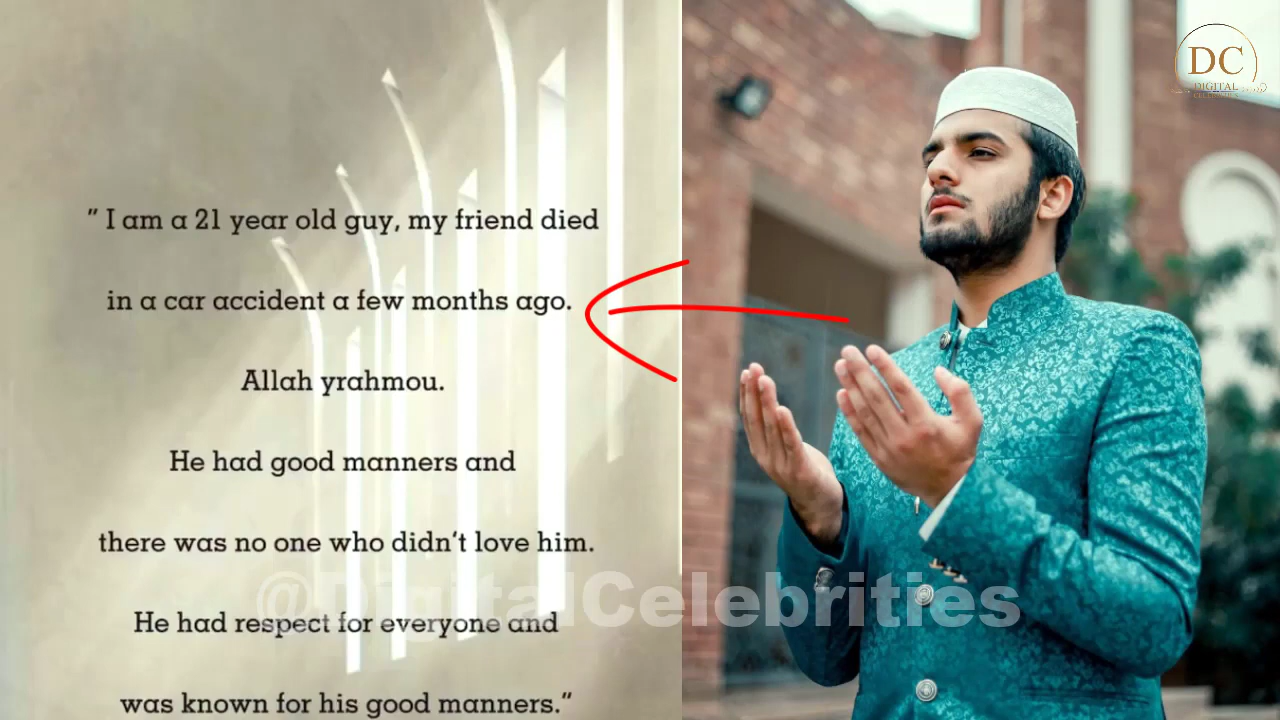 " I am a 21 year old guy, my friend died
in a car accident a few months ago.
Allah yrahmou.
He had good manners and
there was no one who didn't love him.
He had respect for everyone and
was known for his good manners."
@DigitalCelebrities
DC
DIGITAL